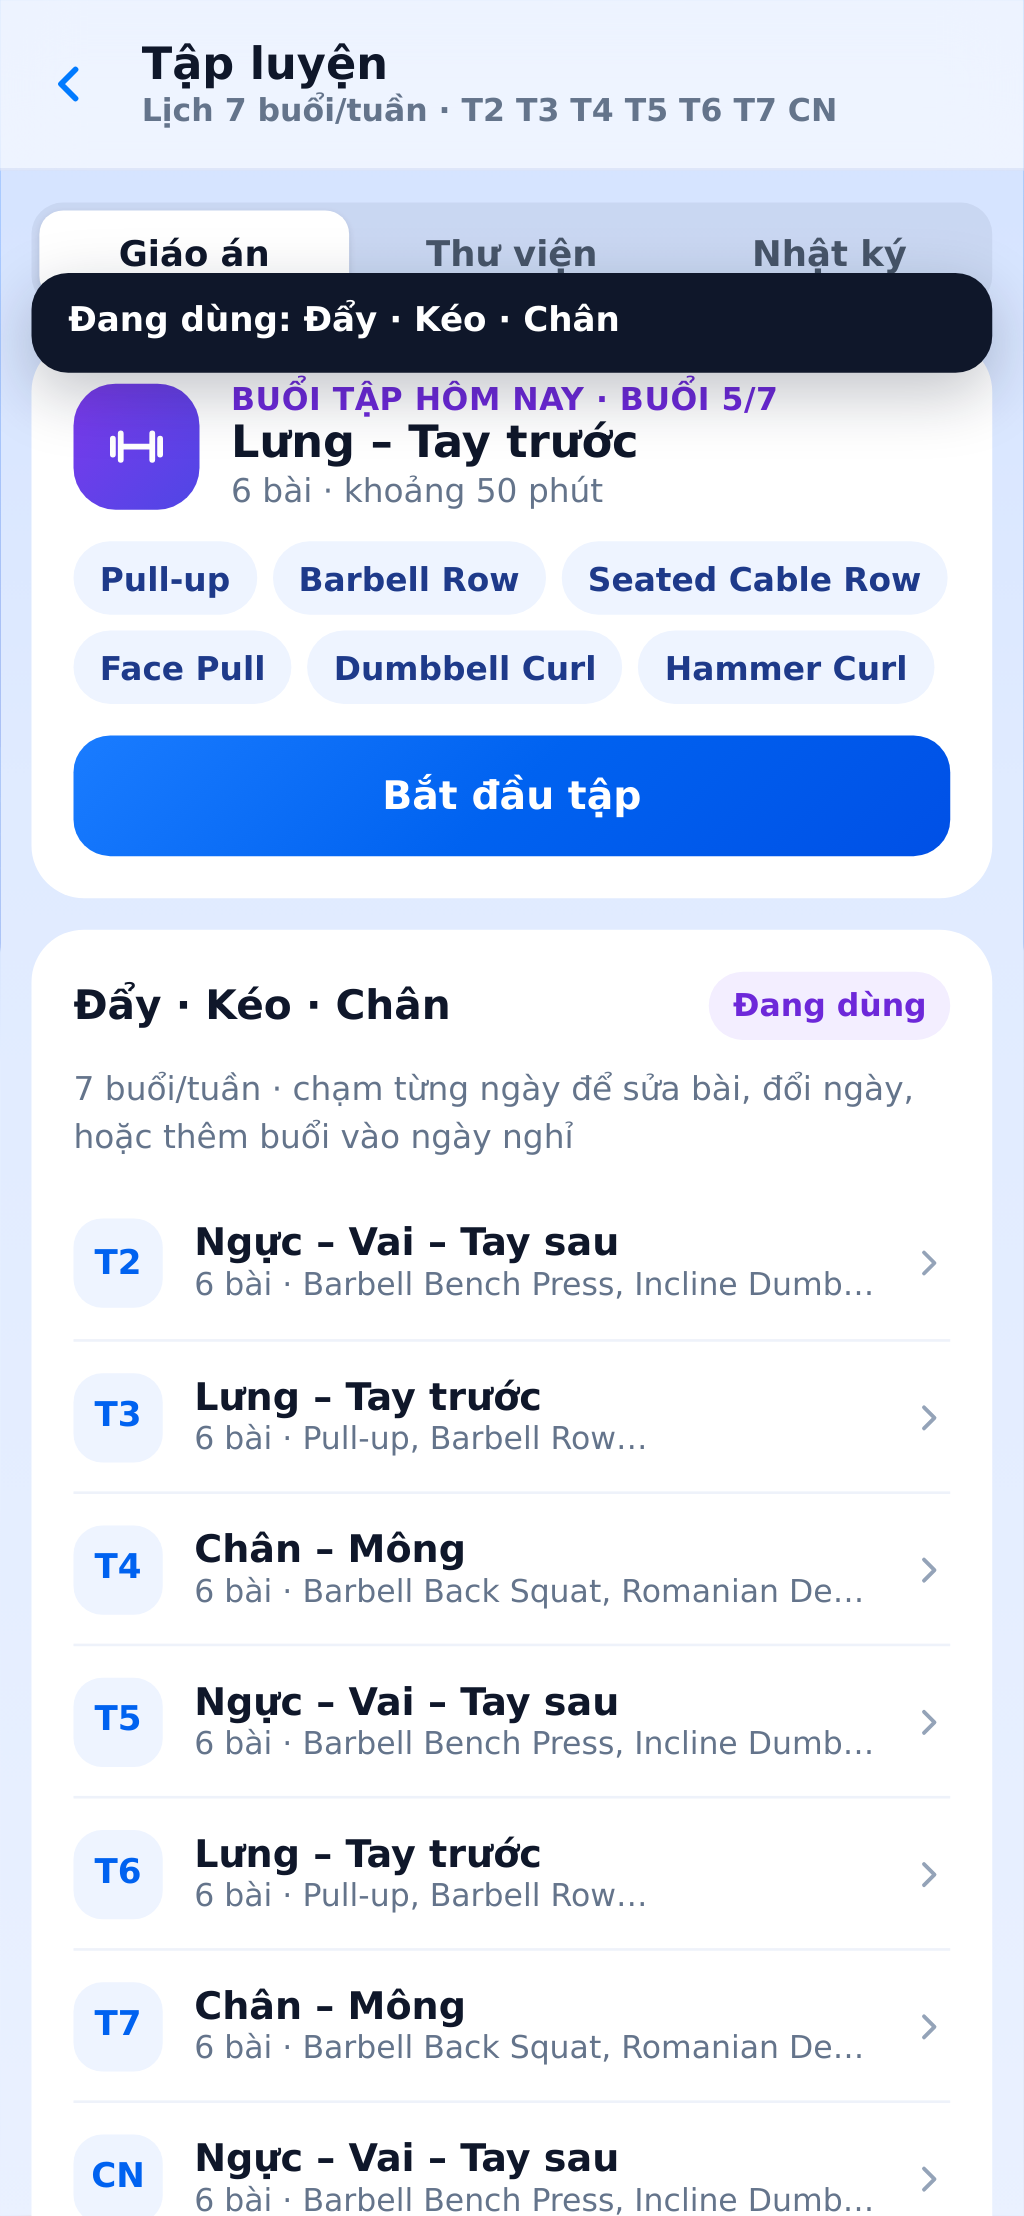 Tập luyện
Lịch 7 buổi/tuần · T2 T3 T4 T5 T6 T7 CN
Giáo án
Thư viện
Nhật ký
Đang dùng: Đẩy · Kéo · Chân
BUỔI TẬP HÔM NAY · BUỔI 5/7
Lưng – Tay trước
6 bài · khoảng 50 phút
Pull-up
Barbell Row
Seated Cable Row
Face Pull
Dumbbell Curl
Hammer Curl
Bắt đầu tập
Đẩy · Kéo · Chân
Đang dùng
7 buổi/tuần · chạm từng ngày để sửa bài, đổi ngày,
hoặc thêm buổi vào ngày nghỉ
T2
Ngực – Vai – Tay sau
6 bài · Barbell Bench Press, Incline Dumb...
T3
Lưng – Tay trước
6 bài · Pull-up, Barbell Row...
T4
Chân – Mông
6 bài · Barbell Back Squat, Romanian De...
T5
Ngực – Vai – Tay sau
6 bài · Barbell Bench Press, Incline Dumb...
T6
Lưng – Tay trước
6 bài · Pull-up, Barbell Row...
T7
Chân – Mông
6 bài · Barbell Back Squat, Romanian De...
CN
Ngực – Vai – Tay sau
6 bài · Barbell Bench Press, Incline Dumb...